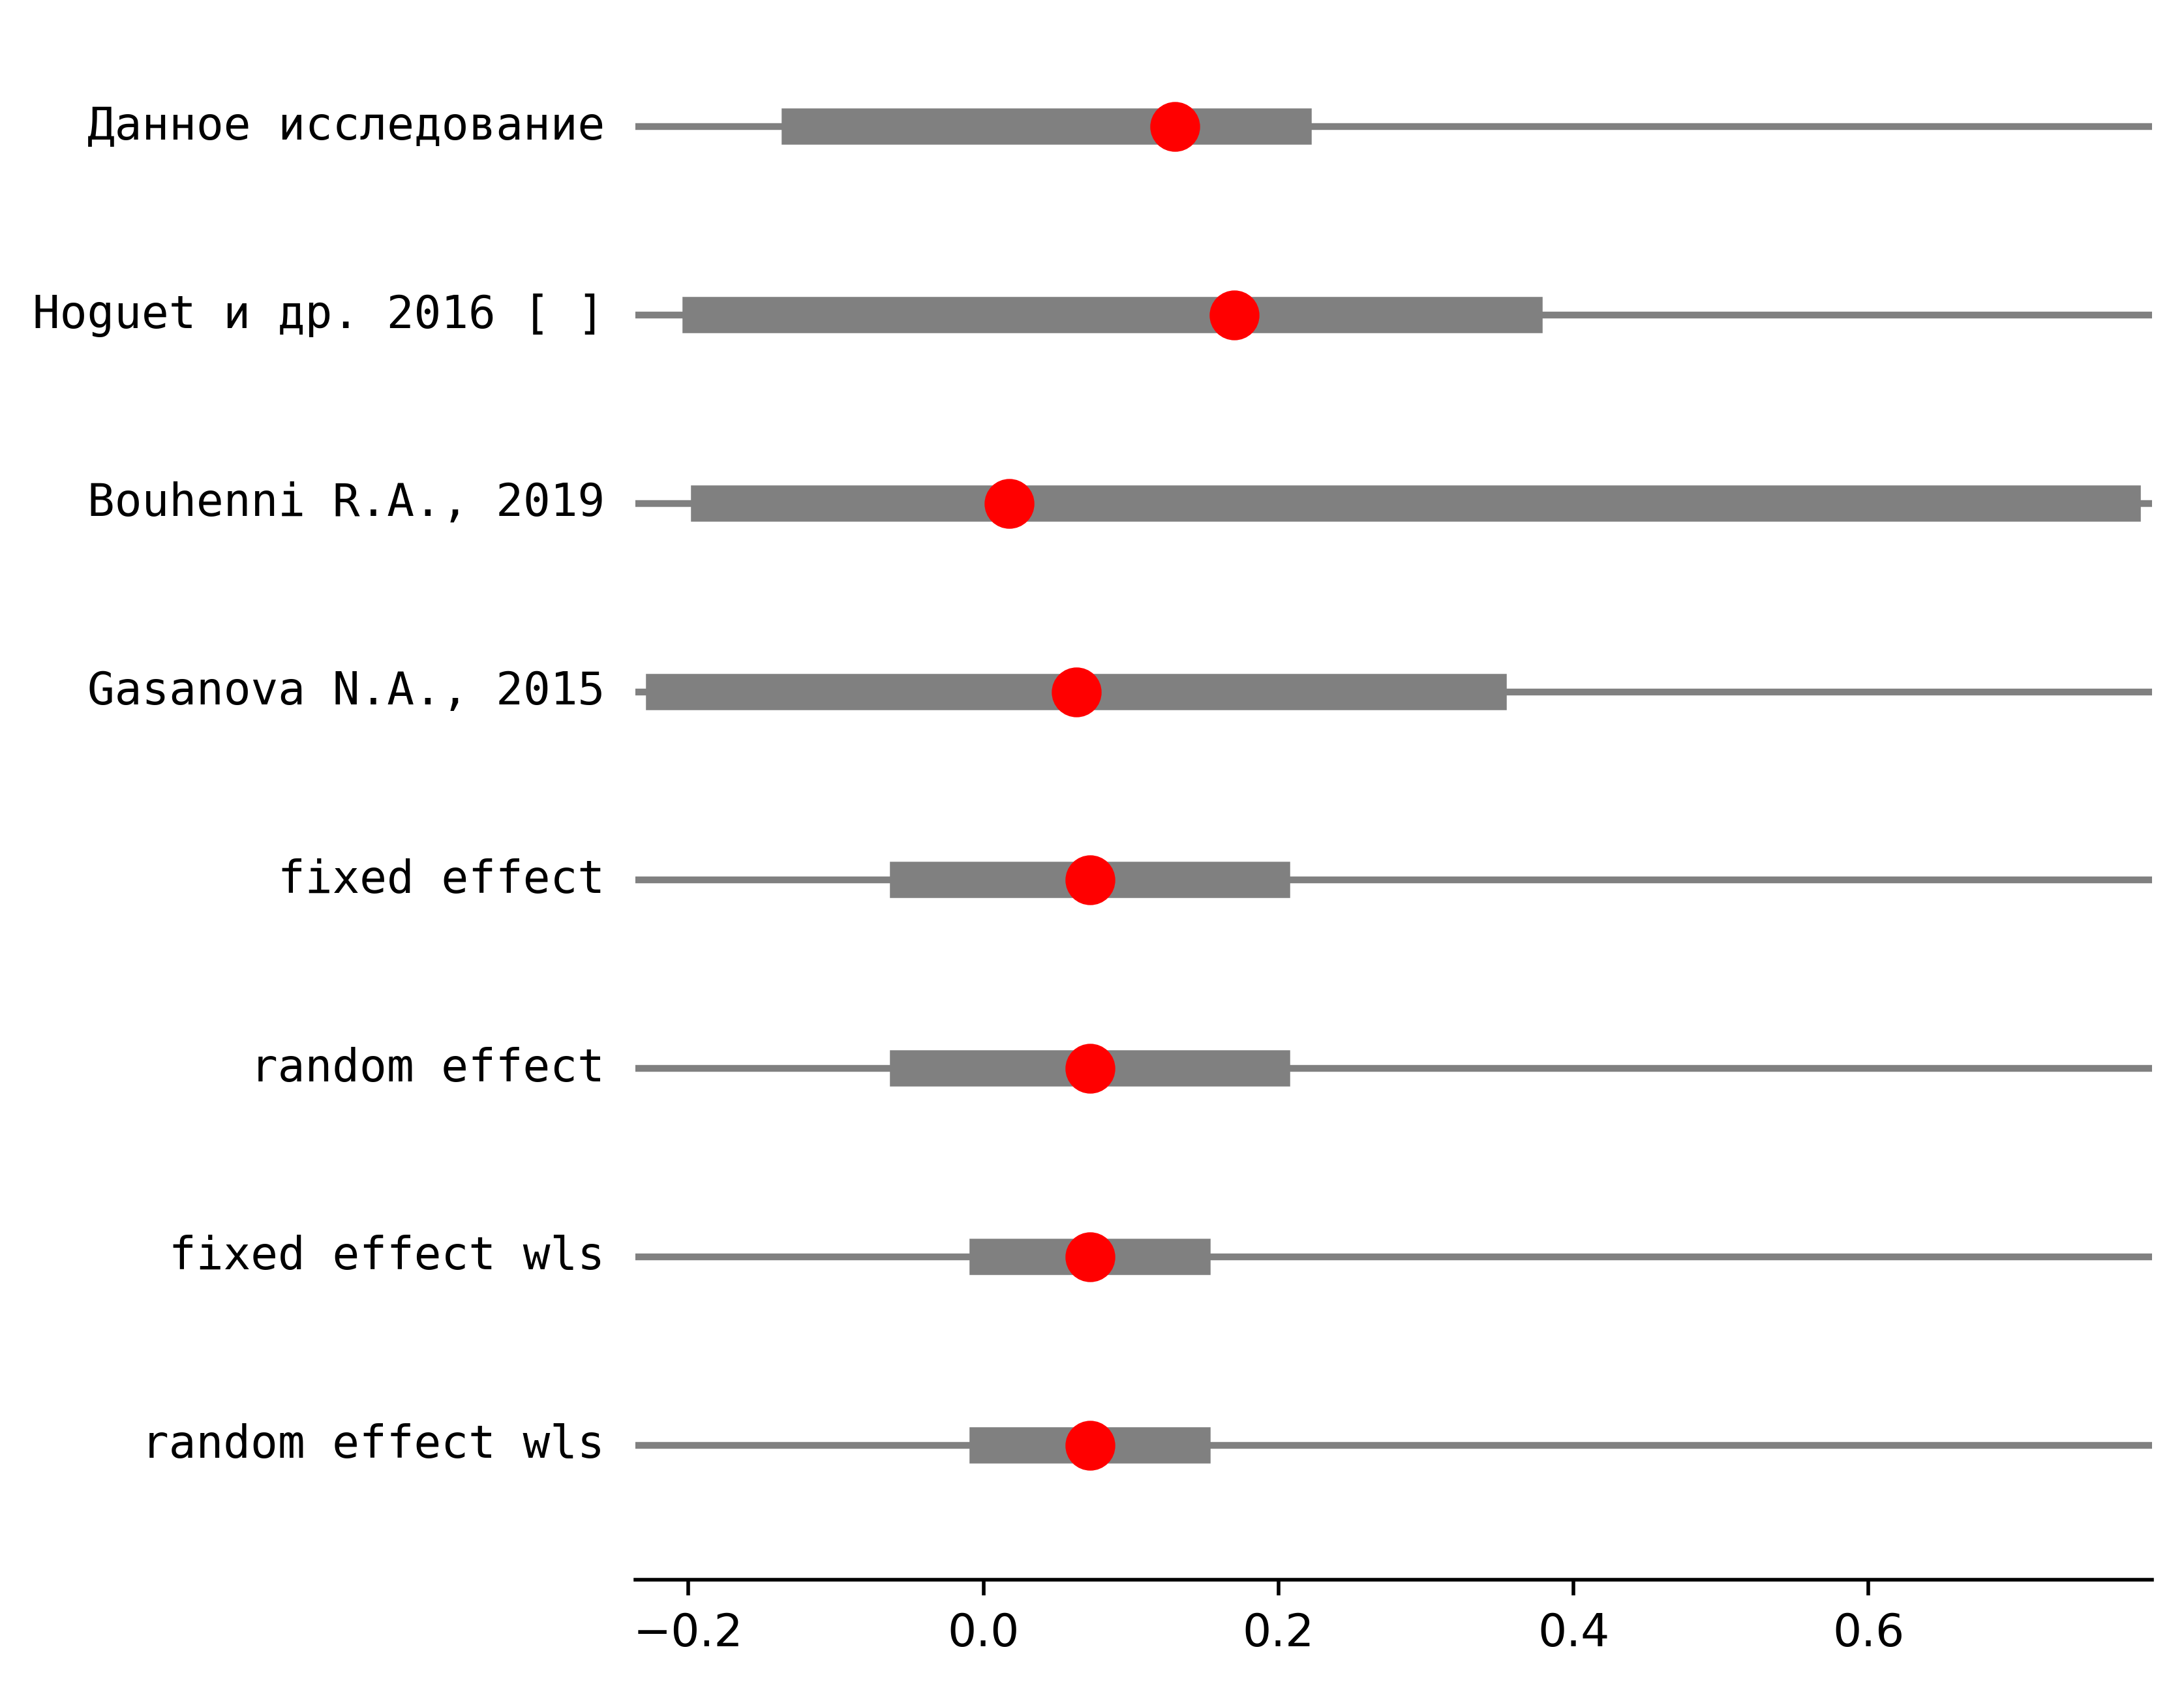 Данное исследование
Hoguet и др. 2016 [ ]
Bouhenni R.A., 2019
Gasanova N.A., 2015
fixed effect
random effect
fixed effect wls
random effect wls
−0.2 0.0 0.2 0.4 0.6